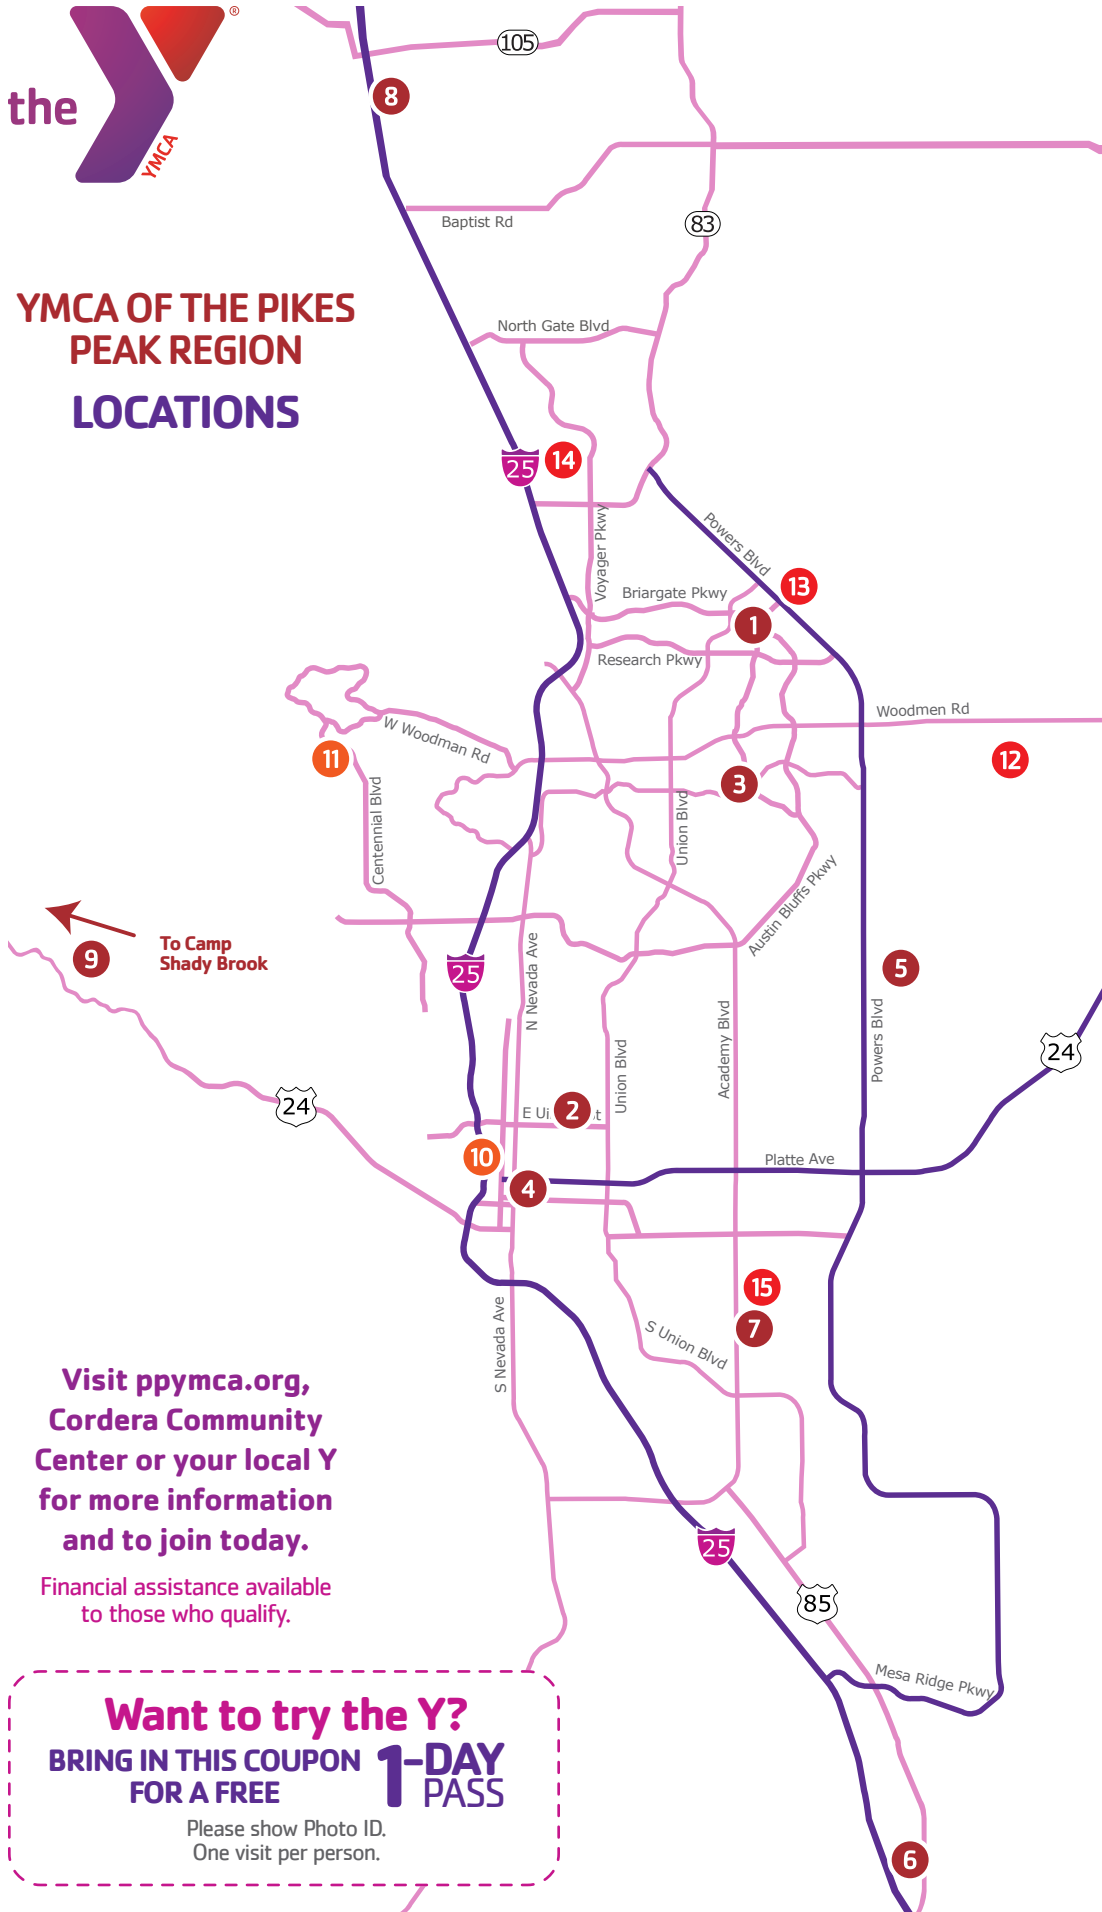 the
YMCA
®
105
8
Baptist Rd
83
YMCA OF THE PIKES
PEAK REGION
LOCATIONS
North Gate Blvd
25
14
Powers Blvd
Voyager Pkwy
Briargate Pkwy
13
1
Research Pkwy
Woodmen Rd
W Woodman Rd
11
12
3
Centennial Blvd
Union Blvd
Austin Bluffs Pkwy
9
To Camp
Shady Brook
25
N Nevada Ave
5
Academy Blvd
Powers Blvd
24
24
Union Blvd
2
10
Platte Ave
4
15
7
S Nevada Ave
S Union Blvd
Visit ppymca.org,
Cordera Community
Center or your local Y
for more information
and to join today.
Financial assistance available
to those who qualify.
25
85
Mesa Ridge Pkwy
Want to try the Y?
BRING IN THIS COUPON
FOR A FREE
1-DAY
PASS
Please show Photo ID.
One visit per person.
6